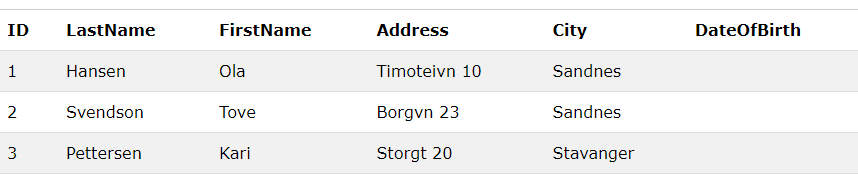 ID LastName FirstName Address City DateOfBirth
1 Hansen Ola Timoteivn 10 Sandnes
2 Svendson Tove Borgvn 23 Sandnes
3 Pettersen Kari Storgt 20 Stavanger